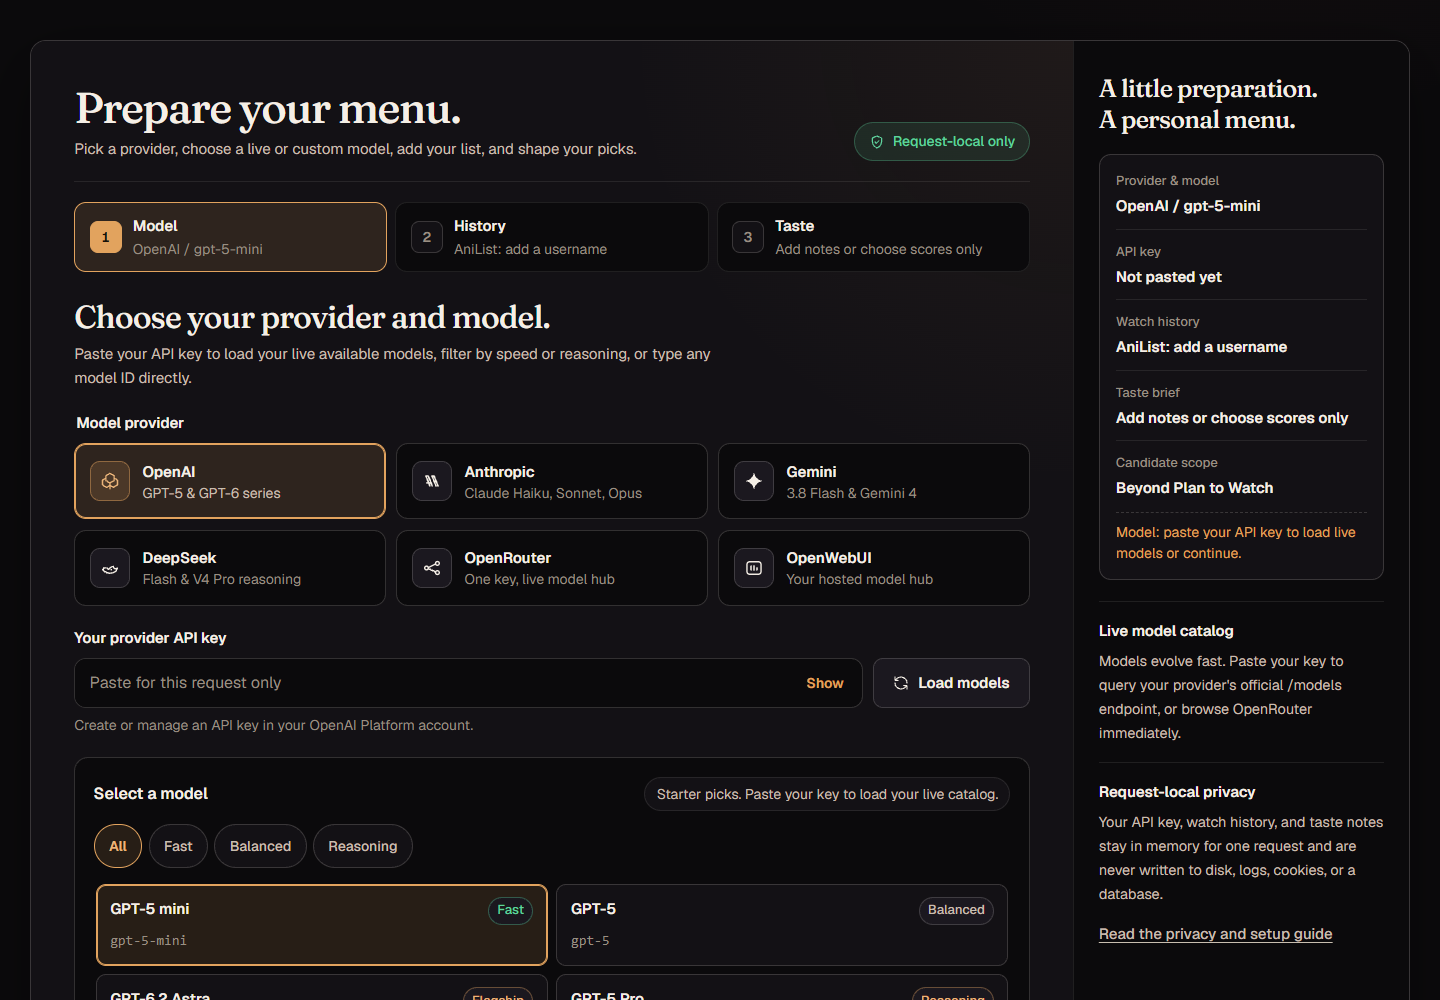 Prepare your menu.
Pick a provider, choose a live or custom model, add your list, and shape your picks.
Request-local only
1
Model
OpenAI / gpt-5-mini
2
History
AniList: add a username
3
Taste
Add notes or choose scores only
Choose your provider and model.
Paste your API key to load your live available models, filter by speed or reasoning, or type any
model ID directly.
Model provider
OpenAI
GPT-5 & GPT-6 series
Anthropic
Claude Haiku, Sonnet, Opus
Gemini
3.8 Flash & Gemini 4
DeepSeek
Flash & V4 Pro reasoning
OpenRouter
One key, live model hub
OpenWebUI
Your hosted model hub
Your provider API key
Paste for this request only
Show
Load models
Create or manage an API key in your OpenAI Platform account.
Select a model
Starter picks. Paste your key to load your live catalog.
All
Fast
Balanced
Reasoning
GPT-5 mini
Fast
gpt-5-mini
GPT-5
Balanced
gpt-5
GPT-6.2 Astra
Flagship
GPT-5 Pro
Reasoning
A little preparation.
A personal menu.
Provider & model
OpenAI / gpt-5-mini
API key
Not pasted yet
Watch history
AniList: add a username
Taste brief
Add notes or choose scores only
Candidate scope
Beyond Plan to Watch
Model: paste your API key to load live
models or continue.
Live model catalog
Models evolve fast. Paste your key to
query your provider's official /models
endpoint, or browse OpenRouter
immediately.
Request-local privacy
Your API key, watch history, and taste notes
stay in memory for one request and are
never written to disk, logs, cookies, or a
database.
Read the privacy and setup guide